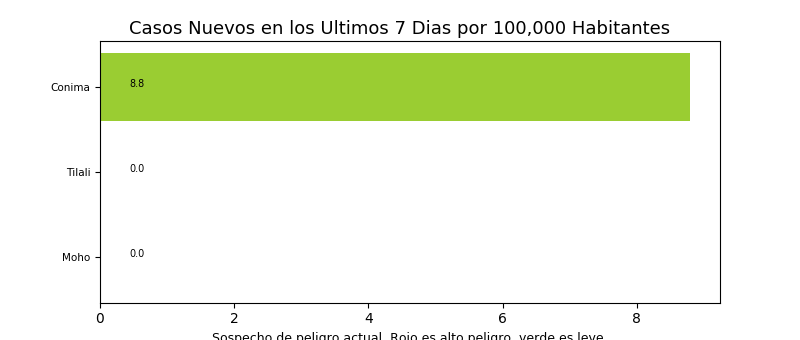 Casos Nuevos en los Ultimos 7 Dias por 100,000 Habitantes
Conima
8.8
Tilali
0.0
Moho
0.0
0 2 4 6 8
Sospecho de peligro actual. Rojo es alto peligro, verde es leve